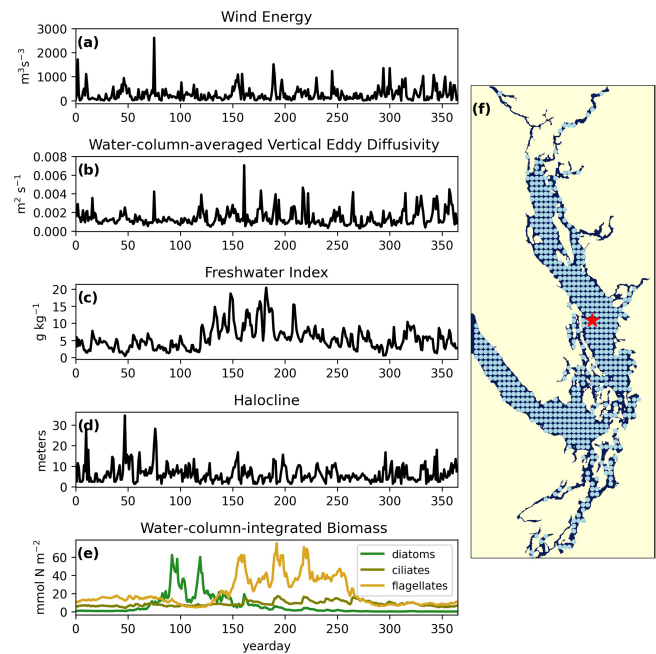 Wind Energy
(a)
m³s⁻³
3000
2000
1000
0
0 50 100 150 200 250 300 350
Water-column-averaged Vertical Eddy Diffusivity
(b)
m² s⁻¹
0.008
0.006
0.004
0.002
0.000
0 50 100 150 200 250 300 350
Freshwater Index
(c)
g kg⁻¹
20
15
10
5
0
0 50 100 150 200 250 300 350
Halocline
(d)
meters
30
20
10
0
0 50 100 150 200 250 300 350
Water-column-integrated Biomass
(e)
mmol N m⁻²
60
40
20
0
diatoms
ciliates
flagellates
0 50 100 150 200 250 300 350
yearday
(f)